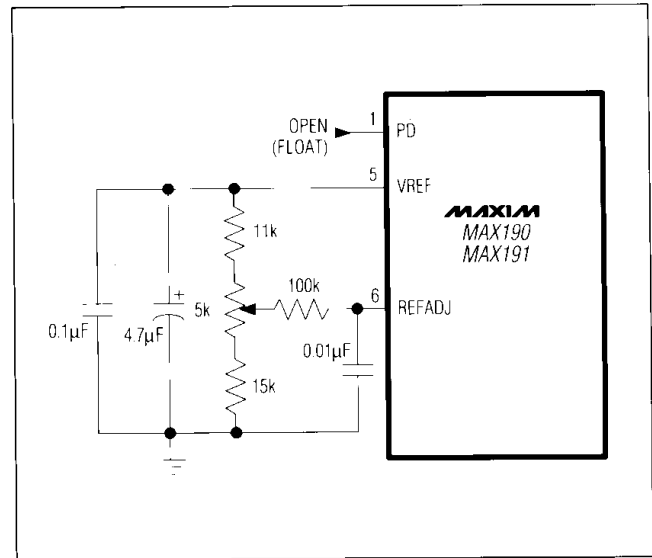 OPEN
(FLOAT)
1
PD
5
VREF
MAXIM
MAX190
MAX191
11k
100k
6
REFADJ
0.1µF
4.7µF
+
5k
0.01µF
15k